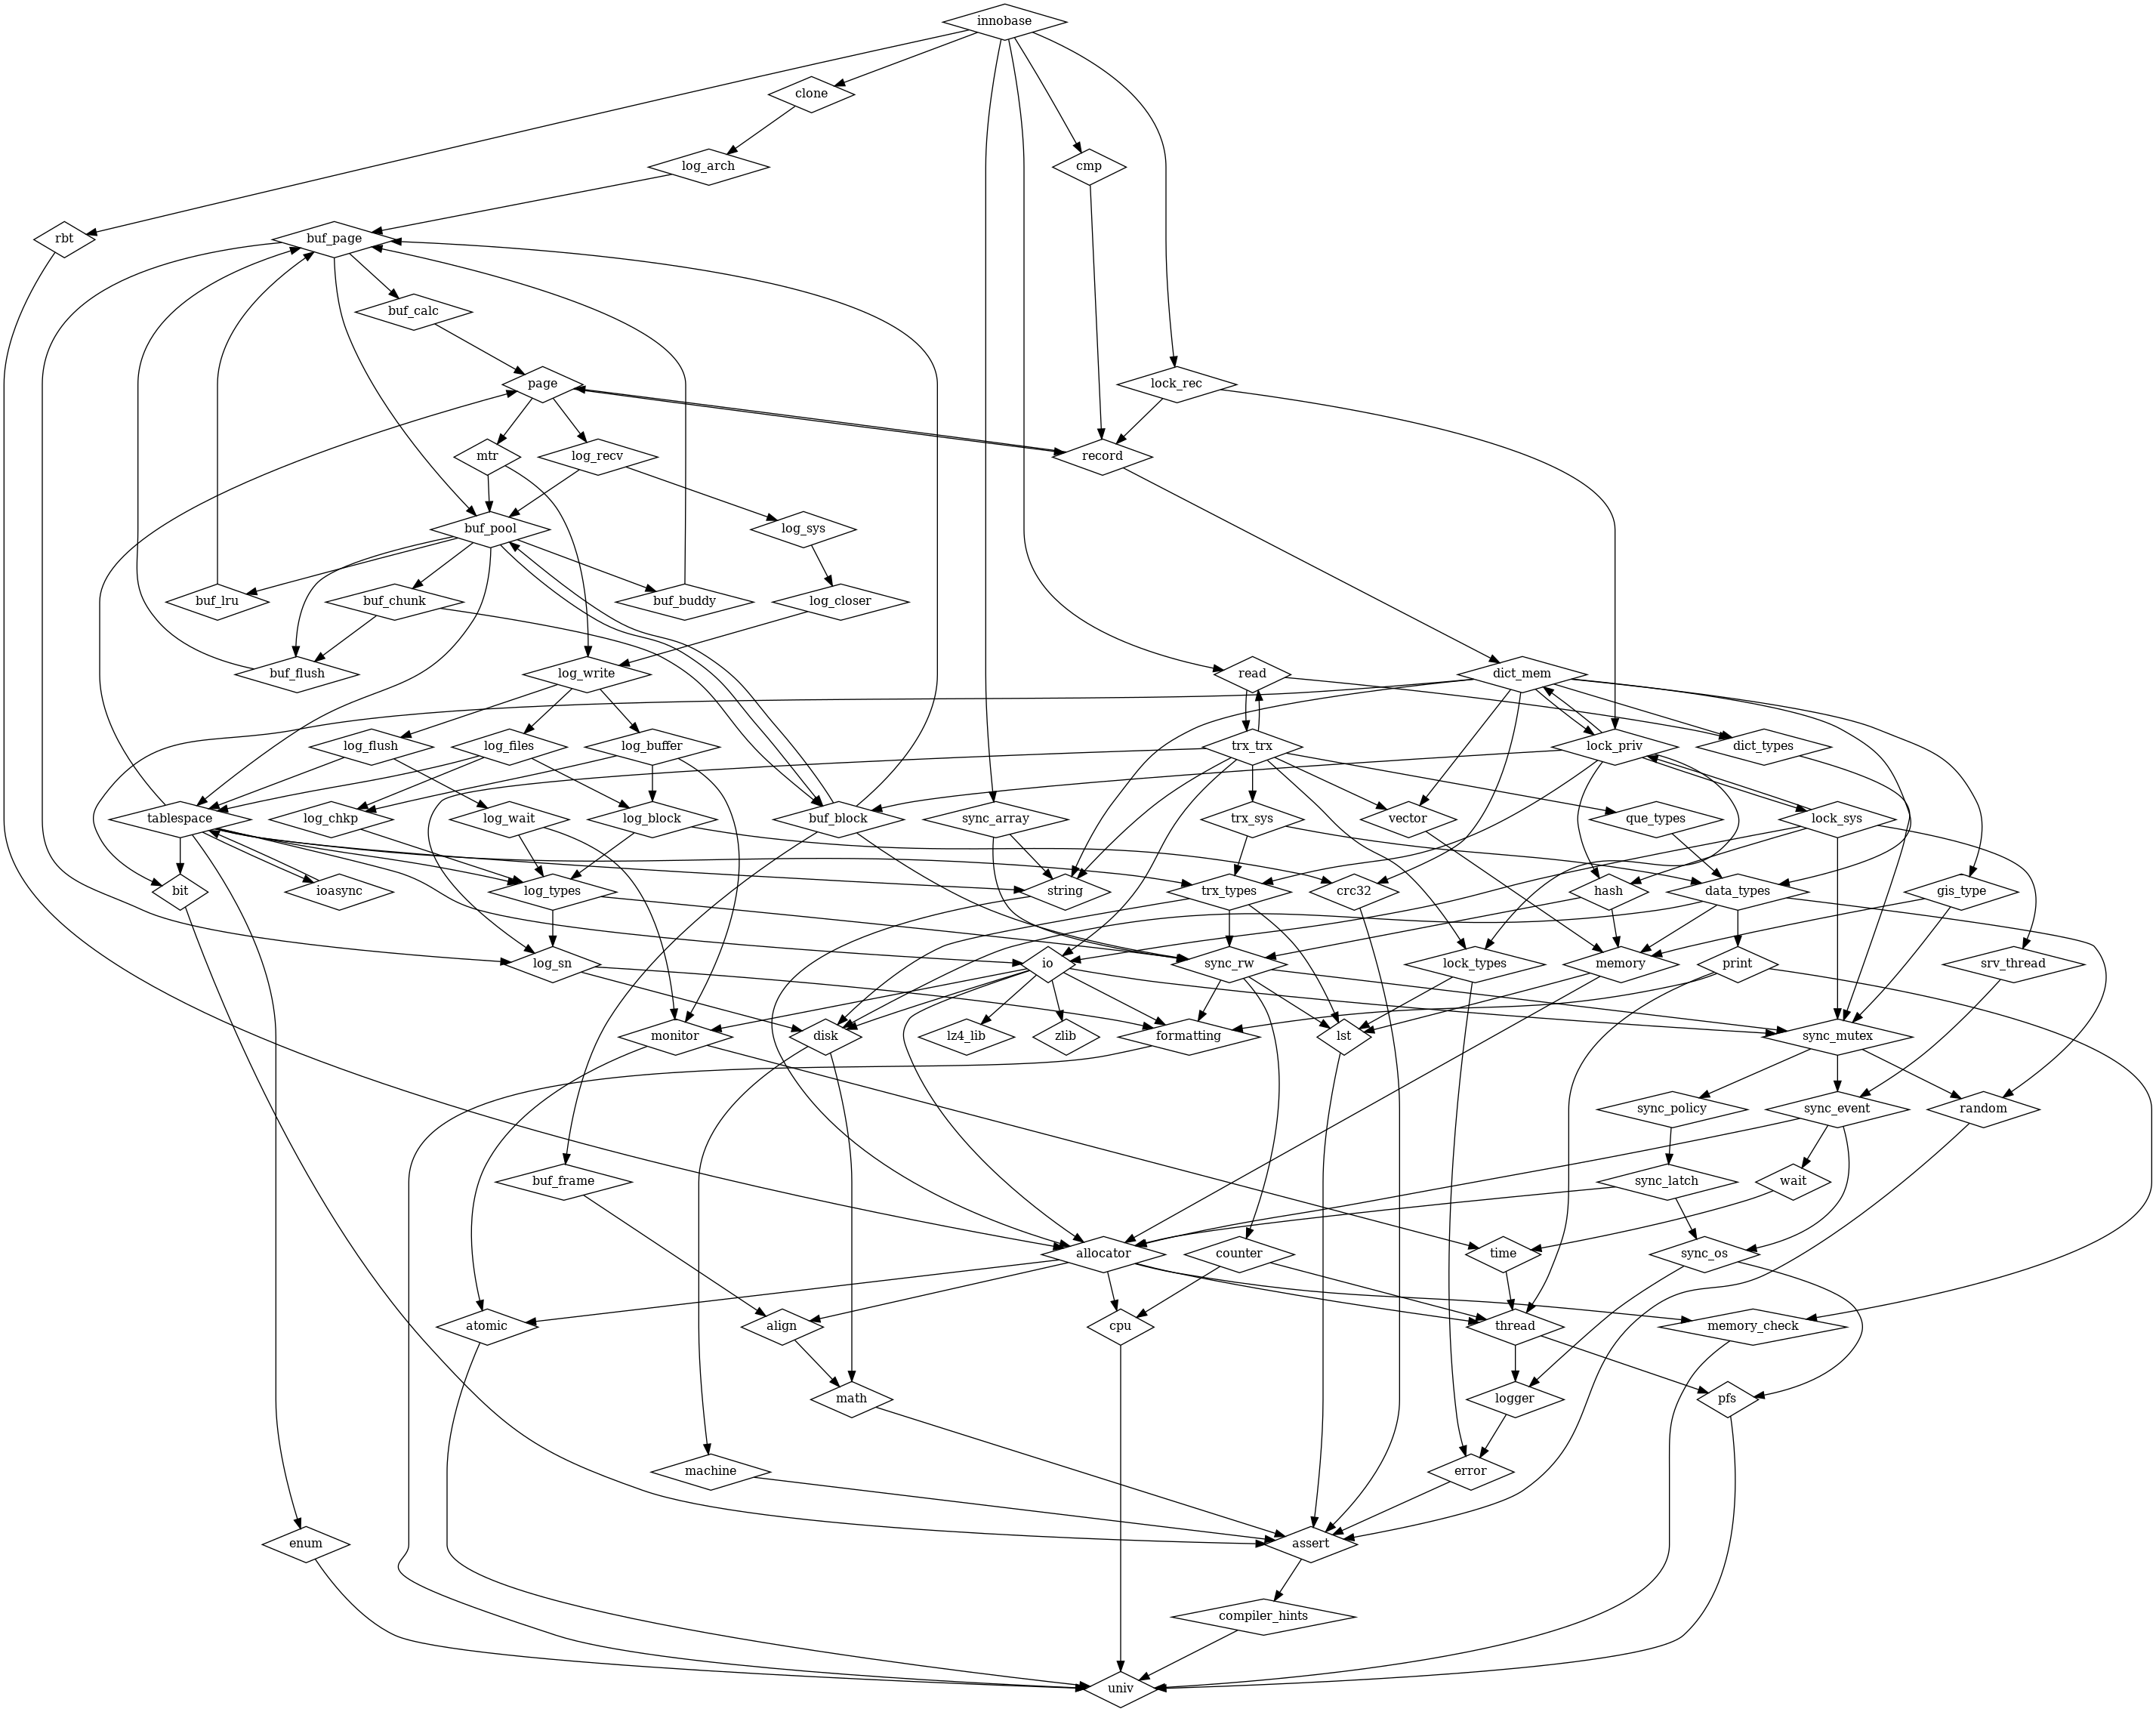 innobase
clone
log_arch
cmp
rbt
buf_page
buf_calc
page
lock_rec
mtr
log_recv
record
buf_pool
log_sys
buf_lru
buf_chunk
buf_buddy
log_closer
buf_flush
log_write
read
dict_mem
log_flush
log_files
log_buffer
trx_trx
lock_priv
dict_types
tablespace
log_chkp
log_wait
log_block
buf_block
sync_array
trx_sys
vector
que_types
lock_sys
bit
ioasync
log_types
string
trx_types
crc32
hash
data_types
gis_type
log_sn
io
sync_rw
lock_types
memory
print
srv_thread
monitor
disk
lz4_lib
zlib
formatting
lst
sync_mutex
sync_policy
sync_event
random
buf_frame
sync_latch
wait
allocator
counter
time
sync_os
atomic
align
cpu
thread
memory_check
math
logger
pfs
machine
error
enum
assert
compiler_hints
univ